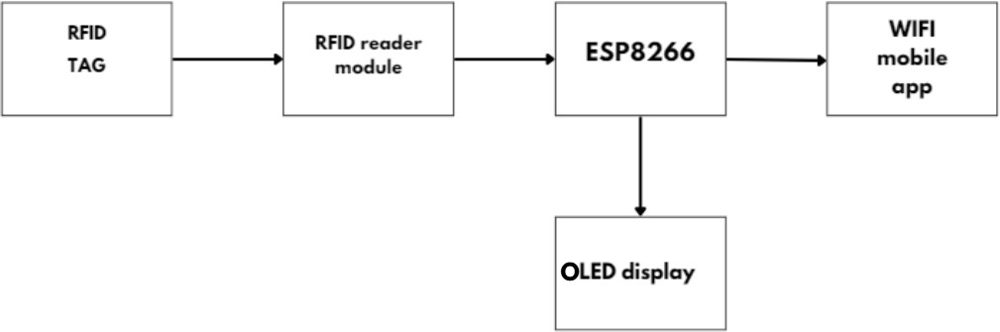 RFID
TAG
RFID reader
module
ESP8266
WIFI
mobile
app
OLED display